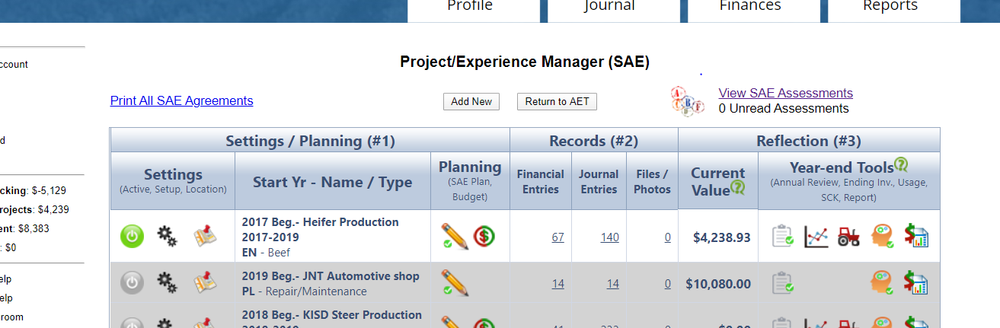 Profile
Journal
Finances
Reports
ccount
d
cking: $-5,129
rojects: $4,239
ent: $8,383
: $0
elp
elp
room
Project/Experience Manager (SAE)
Print All SAE Agreements
Add New
Return to AET
View SAE Assessments
0 Unread Assessments
Settings / Planning (#1)
Records (#2)
Reflection (#3)
Settings
(Active, Setup, Location)
Start Yr - Name / Type
Planning
(SAE Plan,
Budget)
Financial
Entries
Journal
Entries
Files /
Photos
Current
Value
Year-end Tools
(Annual Review, Ending Inv., Usage,
SCK, Report)
2017 Beg.- Heifer Production
2017-2019
EN - Beef
67
140
0
$4,238.93
2019 Beg.- JNT Automotive shop
PL - Repair/Maintenance
14
14
0
$10,080.00
2018 Beg.- KISD Steer Production